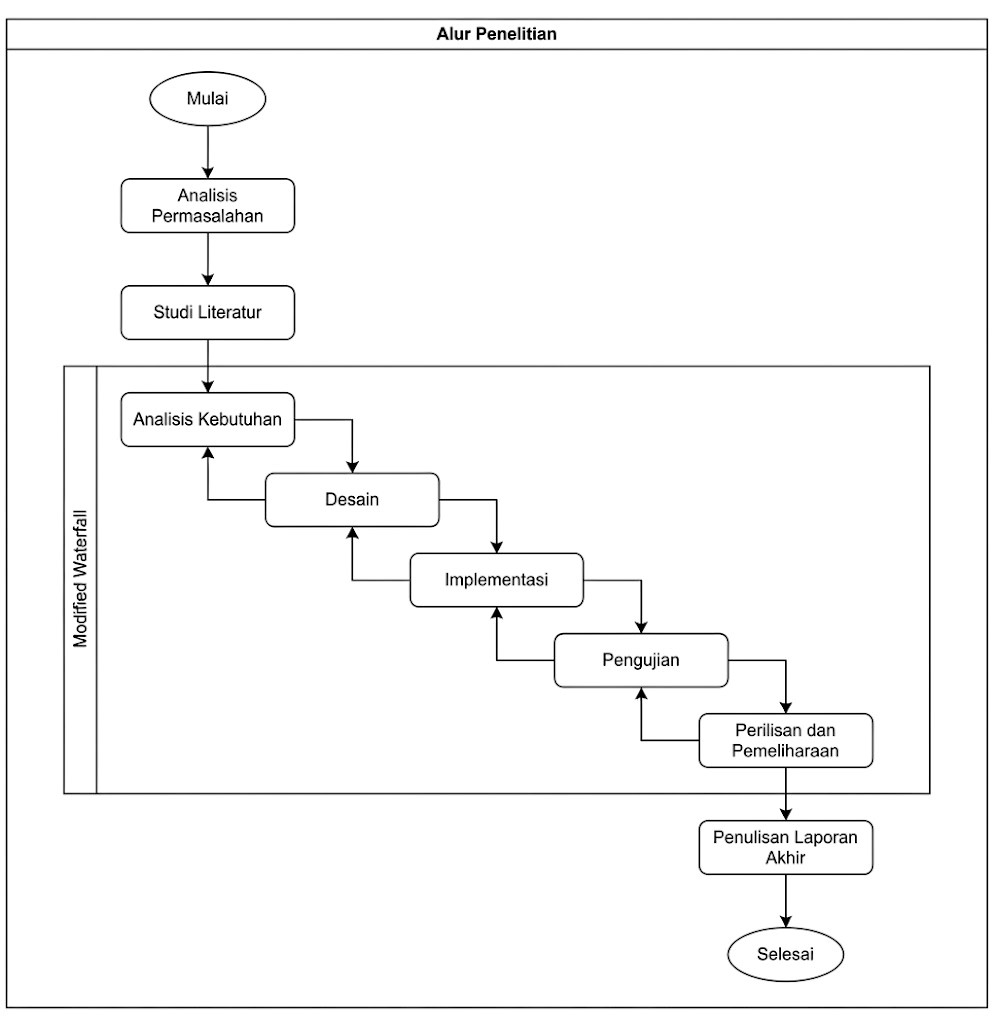 Alur Penelitian
Mulai
Analisis
Permasalahan
Studi Literatur
Modified Waterfall
Analisis Kebutuhan
Desain
Implementasi
Pengujian
Perilisan dan
Pemeliharaan
Penulisan Laporan
Akhir
Selesai